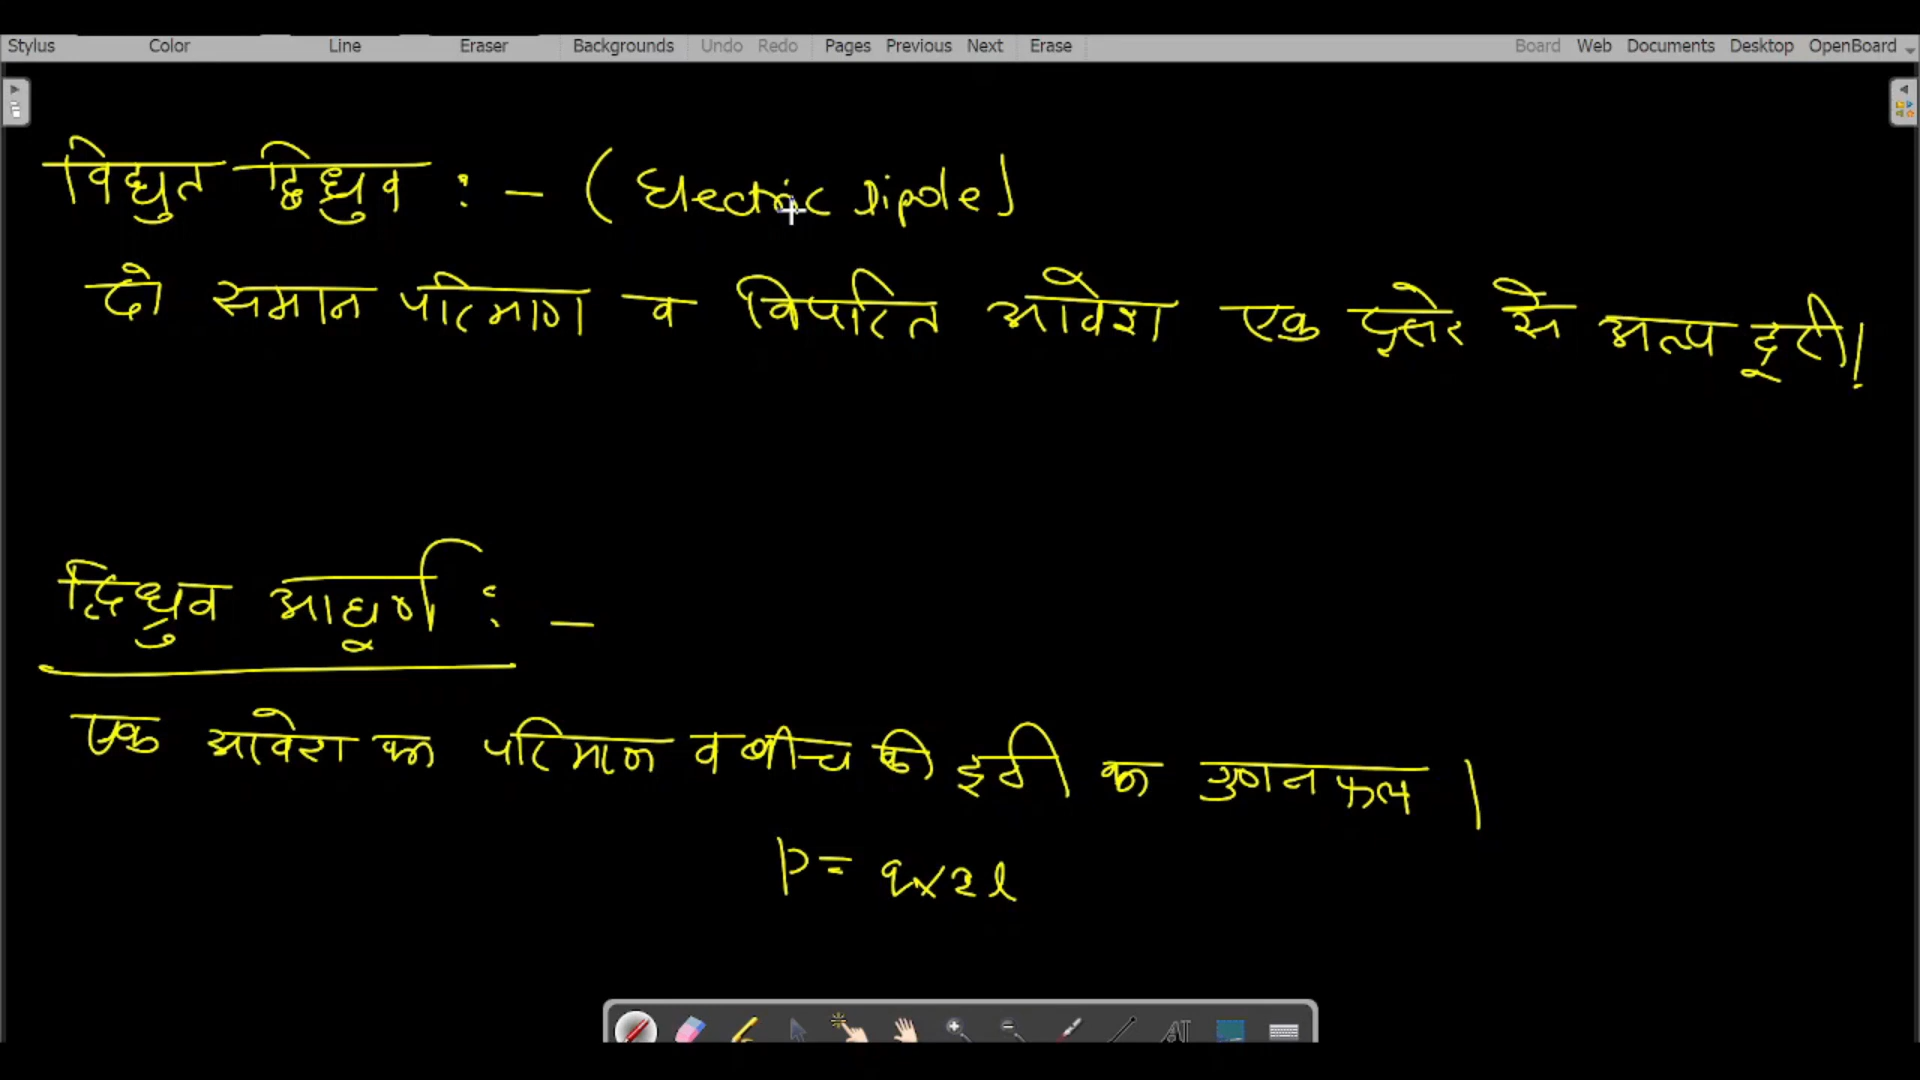 Stylus Color Line Eraser Backgrounds Undo Redo Pages Previous Next Erase Board Web Documents Desktop OpenBoard
विद्युत द्विध्रुव :- (Electric Dipole)
दो समान परिमाण व विपरित आवेश एक दूसरे से अल्प दूरी।
द्विध्रुव आघूर्ण :-
एक आवेश का परिमाण व बीच की दूरी का गुणनफल |
P = q×2l